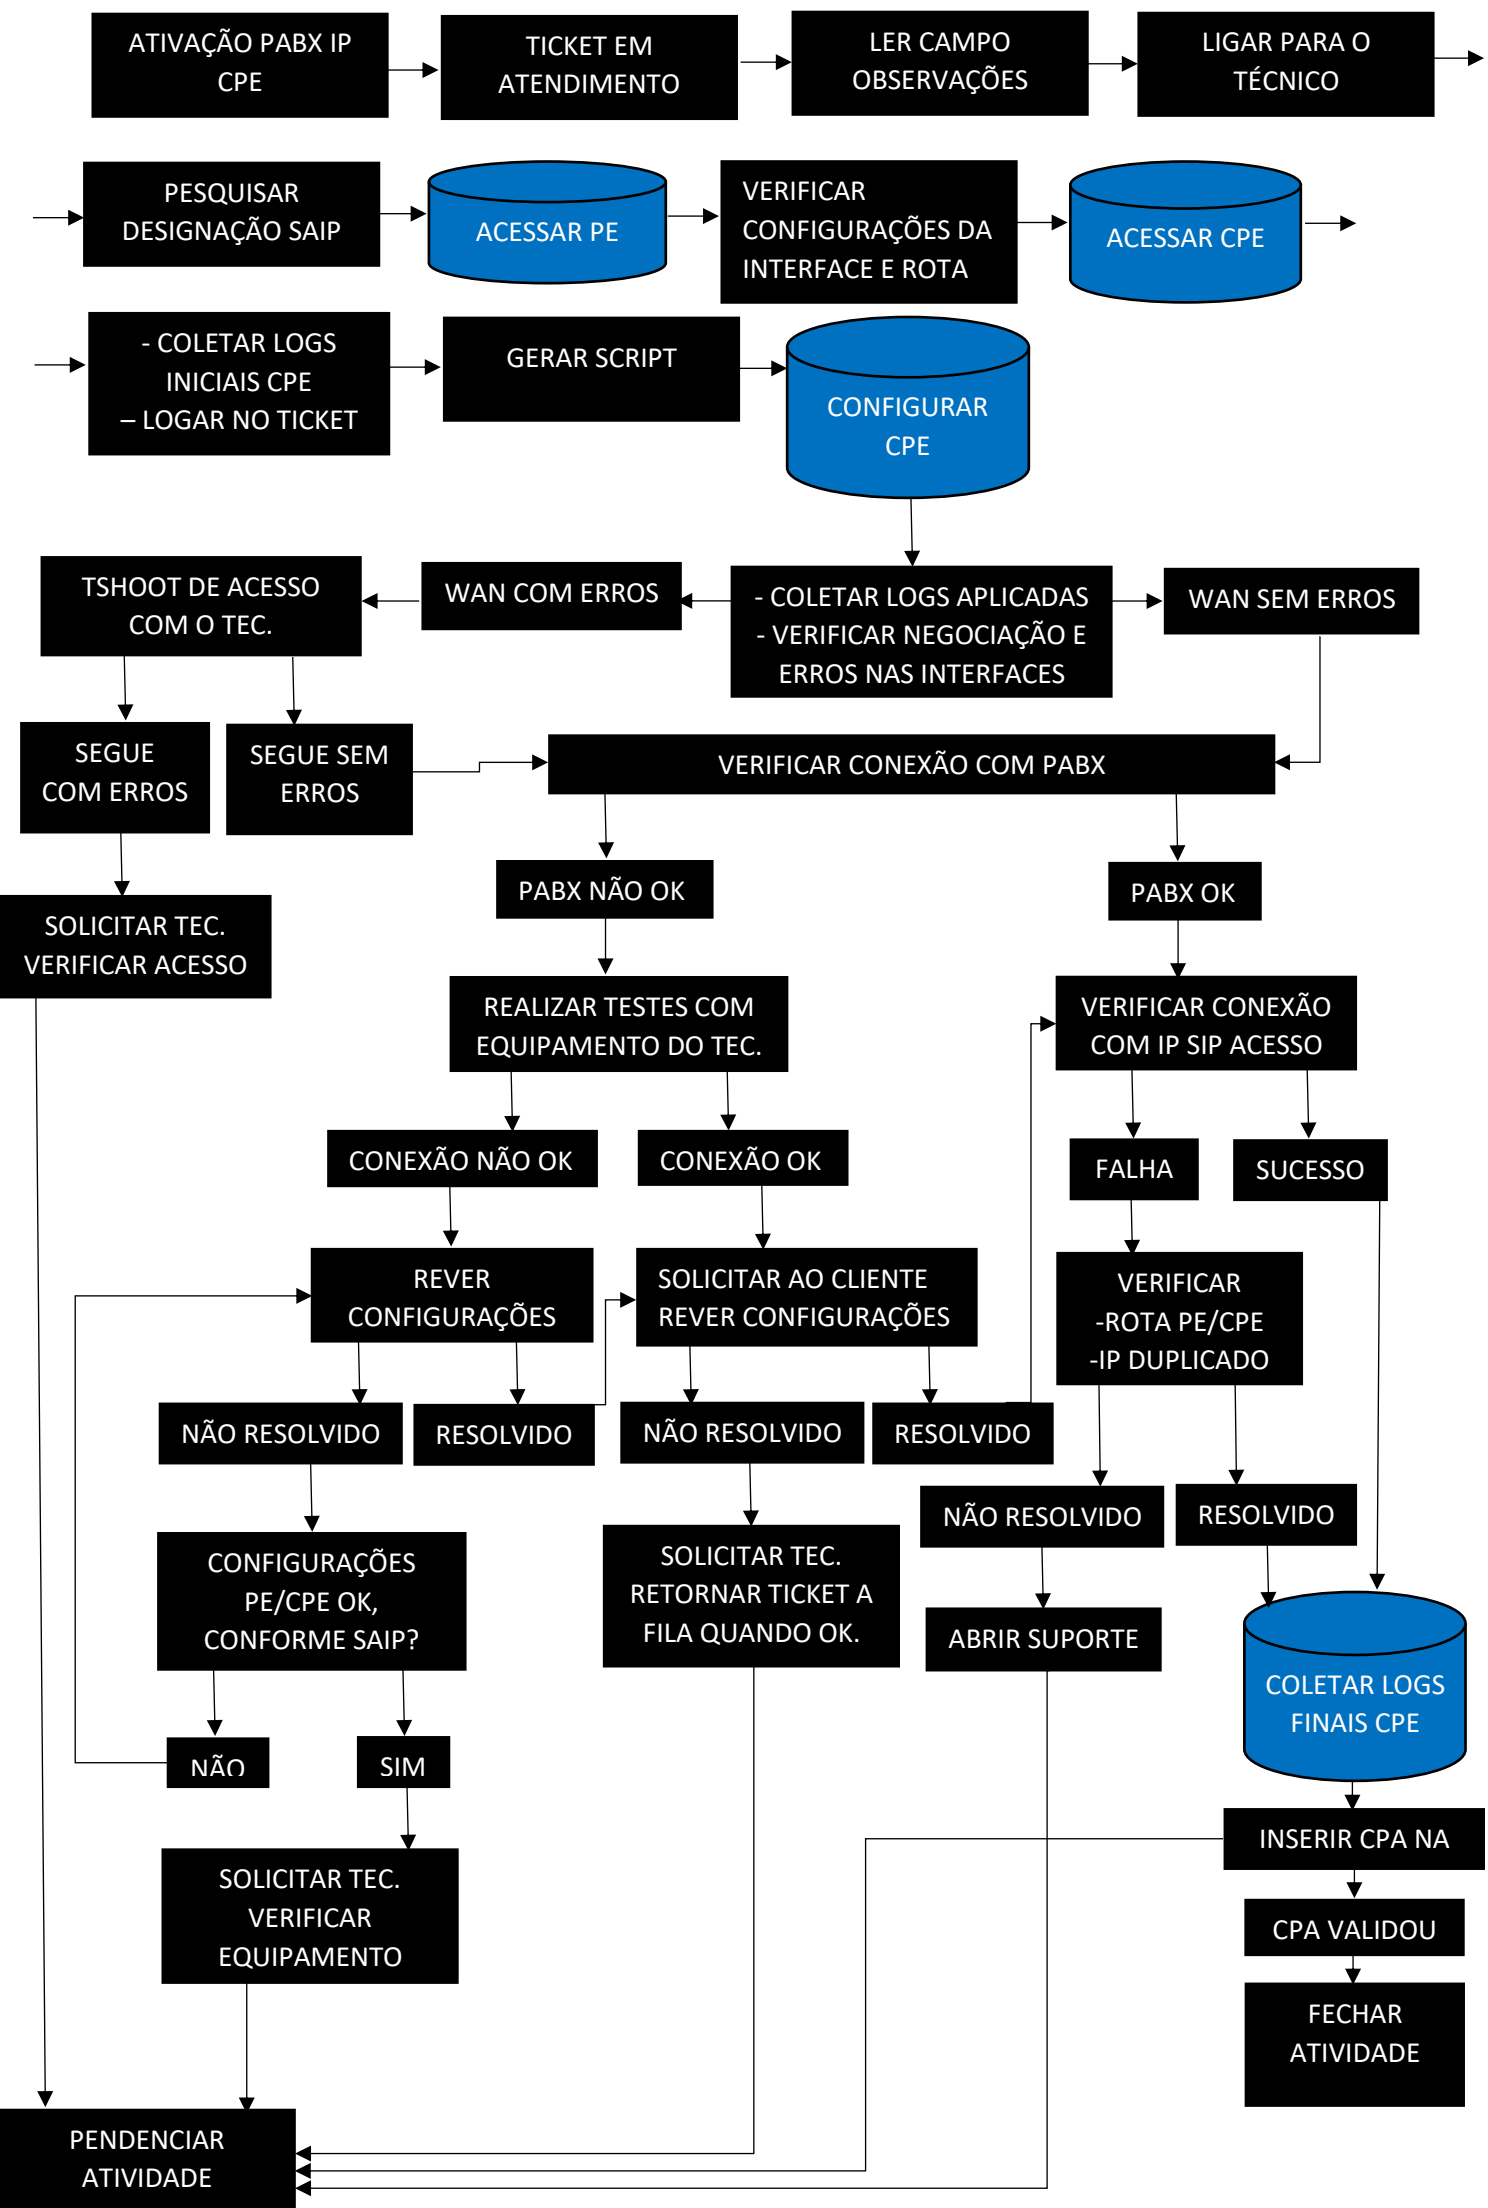 ATIVAÇÃO PABX IP
CPE
TICKET EM
ATENDIMENTO
LER CAMPO
OBSERVAÇÕES
LIGAR PARA O
TÉCNICO
PESQUISAR
DESIGNAÇÃO SAIP
ACESSAR PE
VERIFICAR
CONFIGURAÇÕES DA
INTERFACE E ROTA
ACESSAR CPE
- COLETAR LOGS
INICIAIS CPE
– LOGAR NO TICKET
GERAR SCRIPT
CONFIGURAR
CPE
TSHOOT DE ACESSO
COM O TEC.
WAN COM ERROS
- COLETAR LOGS APLICADAS
- VERIFICAR NEGOCIAÇÃO E
ERROS NAS INTERFACES
WAN SEM ERROS
SEGUE
COM ERROS
SEGUE SEM
ERROS
VERIFICAR CONEXÃO COM PABX
SOLICITAR TEC.
VERIFICAR ACESSO
PABX NÃO OK
PABX OK
REALIZAR TESTES COM
EQUIPAMENTO DO TEC.
VERIFICAR CONEXÃO
COM IP SIP ACESSO
CONEXÃO NÃO OK
CONEXÃO OK
FALHA
SUCESSO
REVER
CONFIGURAÇÕES
SOLICITAR AO CLIENTE
REVER CONFIGURAÇÕES
VERIFICAR
-ROTA PE/CPE
-IP DUPLICADO
NÃO RESOLVIDO
RESOLVIDO
NÃO RESOLVIDO
RESOLVIDO
NÃO RESOLVIDO
RESOLVIDO
CONFIGURAÇÕES
PE/CPE OK,
CONFORME SAIP?
SOLICITAR TEC.
RETORNAR TICKET A
FILA QUANDO OK.
ABRIR SUPORTE
COLETAR LOGS
FINAIS CPE
NÃO
SIM
INSERIR CPA NA
SOLICITAR TEC.
VERIFICAR
EQUIPAMENTO
CPA VALIDOU
FECHAR
ATIVIDADE
PENDENCIAR
ATIVIDADE